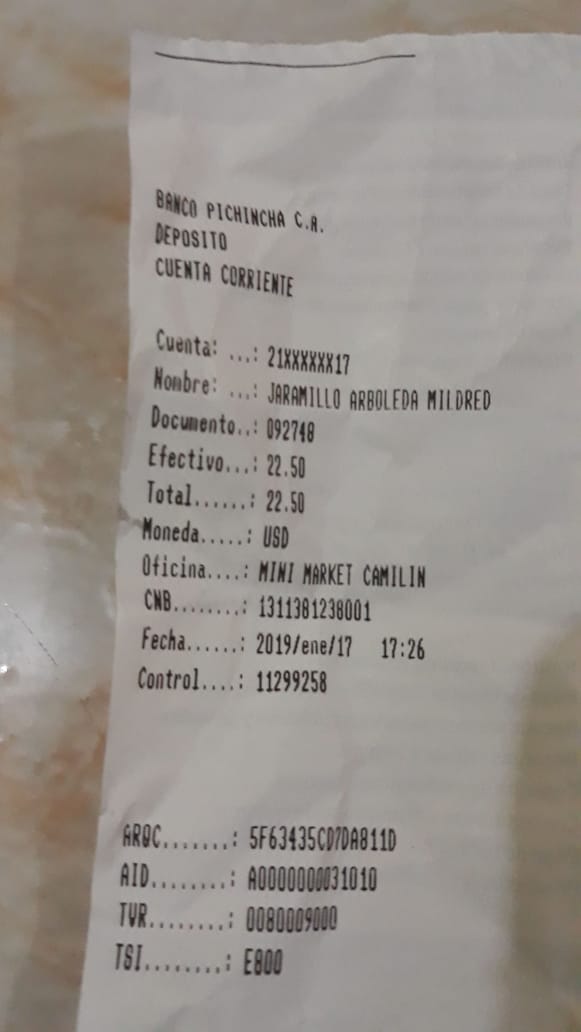 BANCO PICHINCHA C.A.
DEPOSITO
CUENTA CORRIENTE
Cuenta: ...: 21XXXXXX17
Nombre: ...: JARAMILLO ARBOLEDA MILDRED
Documento..: 092748
Efectivo...: 22.50
Total......: 22.50
Moneda.....: USD
Oficina....: MINI MARKET CAMILIN
CNB........: 1311381238001
Fecha......: 2019/ene/17 17:26
Control....: 11299258
ARQC.......: 5F63435CD7DA811D
AID........: A0000000031010
TVR........: 0080009000
TSI........: E800